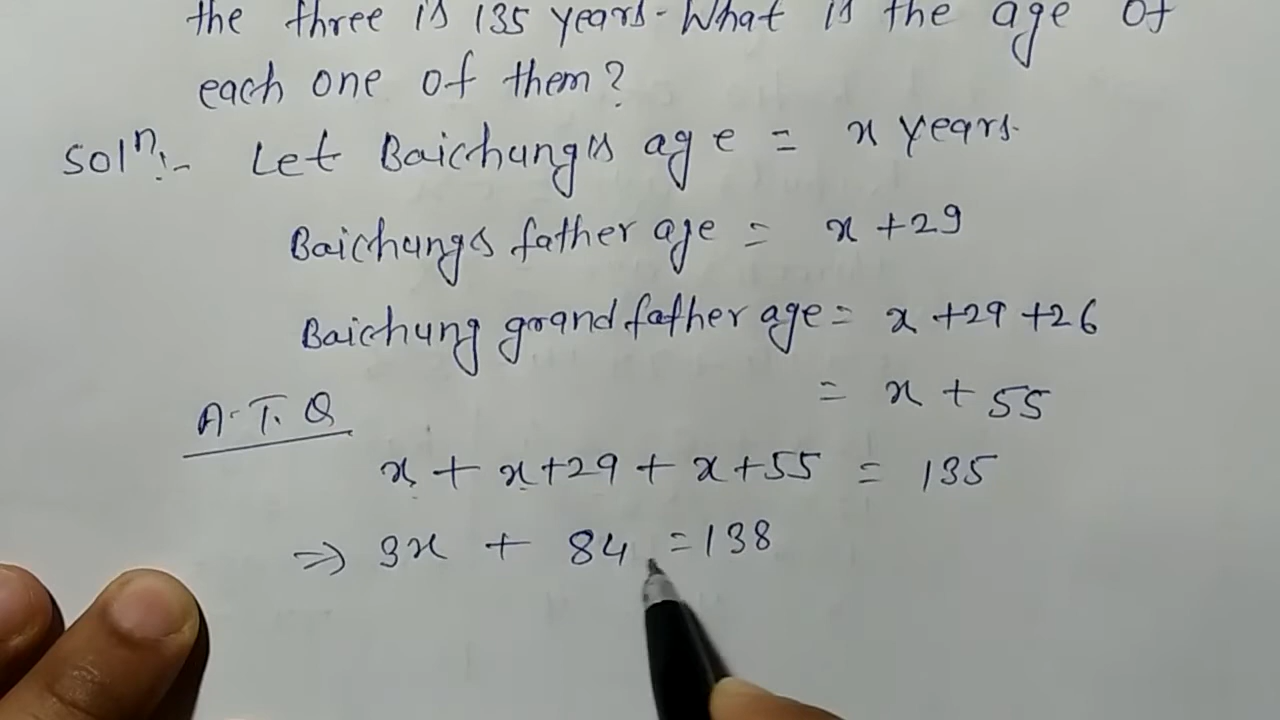 the three is 135 years. What is the age of
each one of them?
Solⁿ:- Let Baichung's age = x years.
Baichung's father age = x + 29
Baichung grand father age = x + 29 + 26
= x + 55
A.T.Q
x + x + 29 + x + 55 = 135
⇒ 3x + 84 = 138